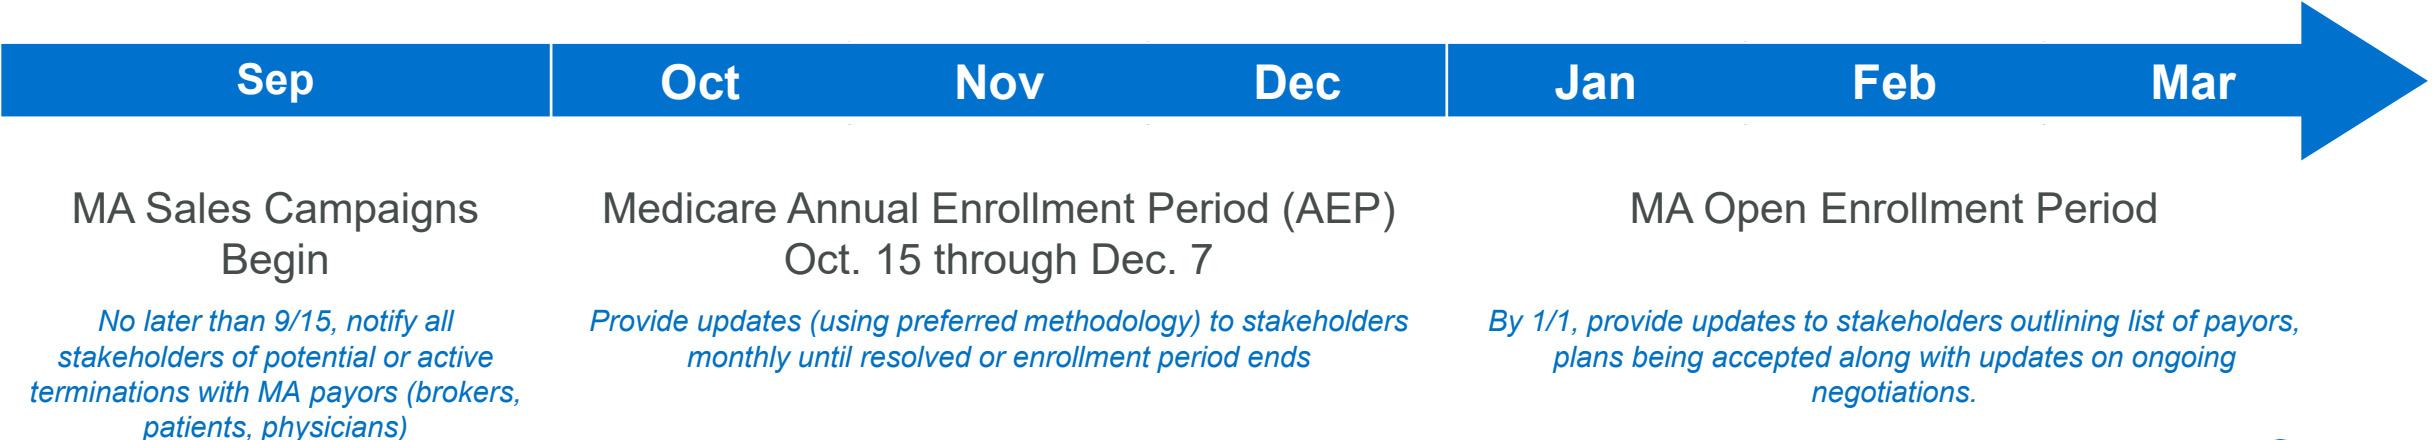 Sep Oct Nov Dec Jan Feb Mar
MA Sales Campaigns
Begin
No later than 9/15, notify all
stakeholders of potential or active
terminations with MA payors (brokers,
patients, physicians)
Medicare Annual Enrollment Period (AEP)
Oct. 15 through Dec. 7
Provide updates (using preferred methodology) to stakeholders
monthly until resolved or enrollment period ends
MA Open Enrollment Period
By 1/1, provide updates to stakeholders outlining list of payors,
plans being accepted along with updates on ongoing
negotiations.